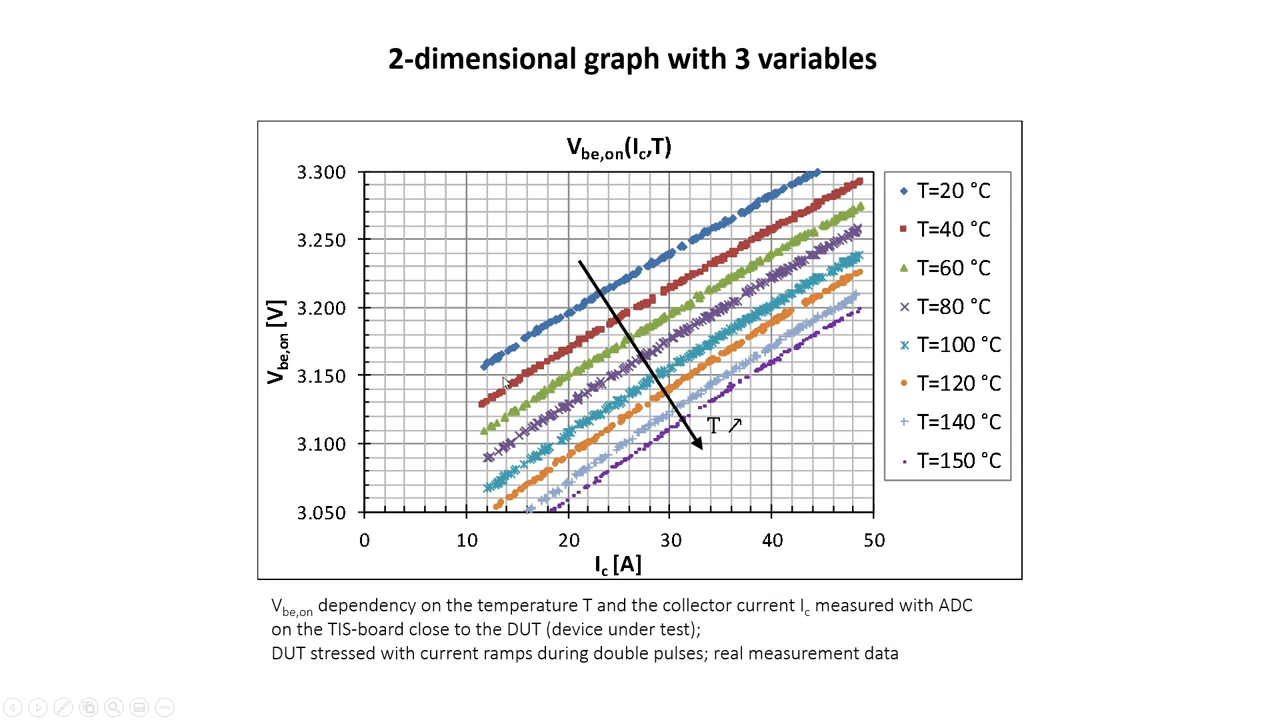 2-dimensional graph with 3 variables
Vbe,on(Ic,T)
3.300
3.250
3.200
3.150
3.100
3.050
Vbe,on [V]
0 10 20 30 40 50
Ic [A]
T ↗
T=20 °C
T=40 °C
T=60 °C
T=80 °C
T=100 °C
T=120 °C
T=140 °C
T=150 °C
Vbe,on dependency on the temperature T and the collector current Ic measured with ADC
on the TIS-board close to the DUT (device under test);
DUT stressed with current ramps during double pulses; real measurement data